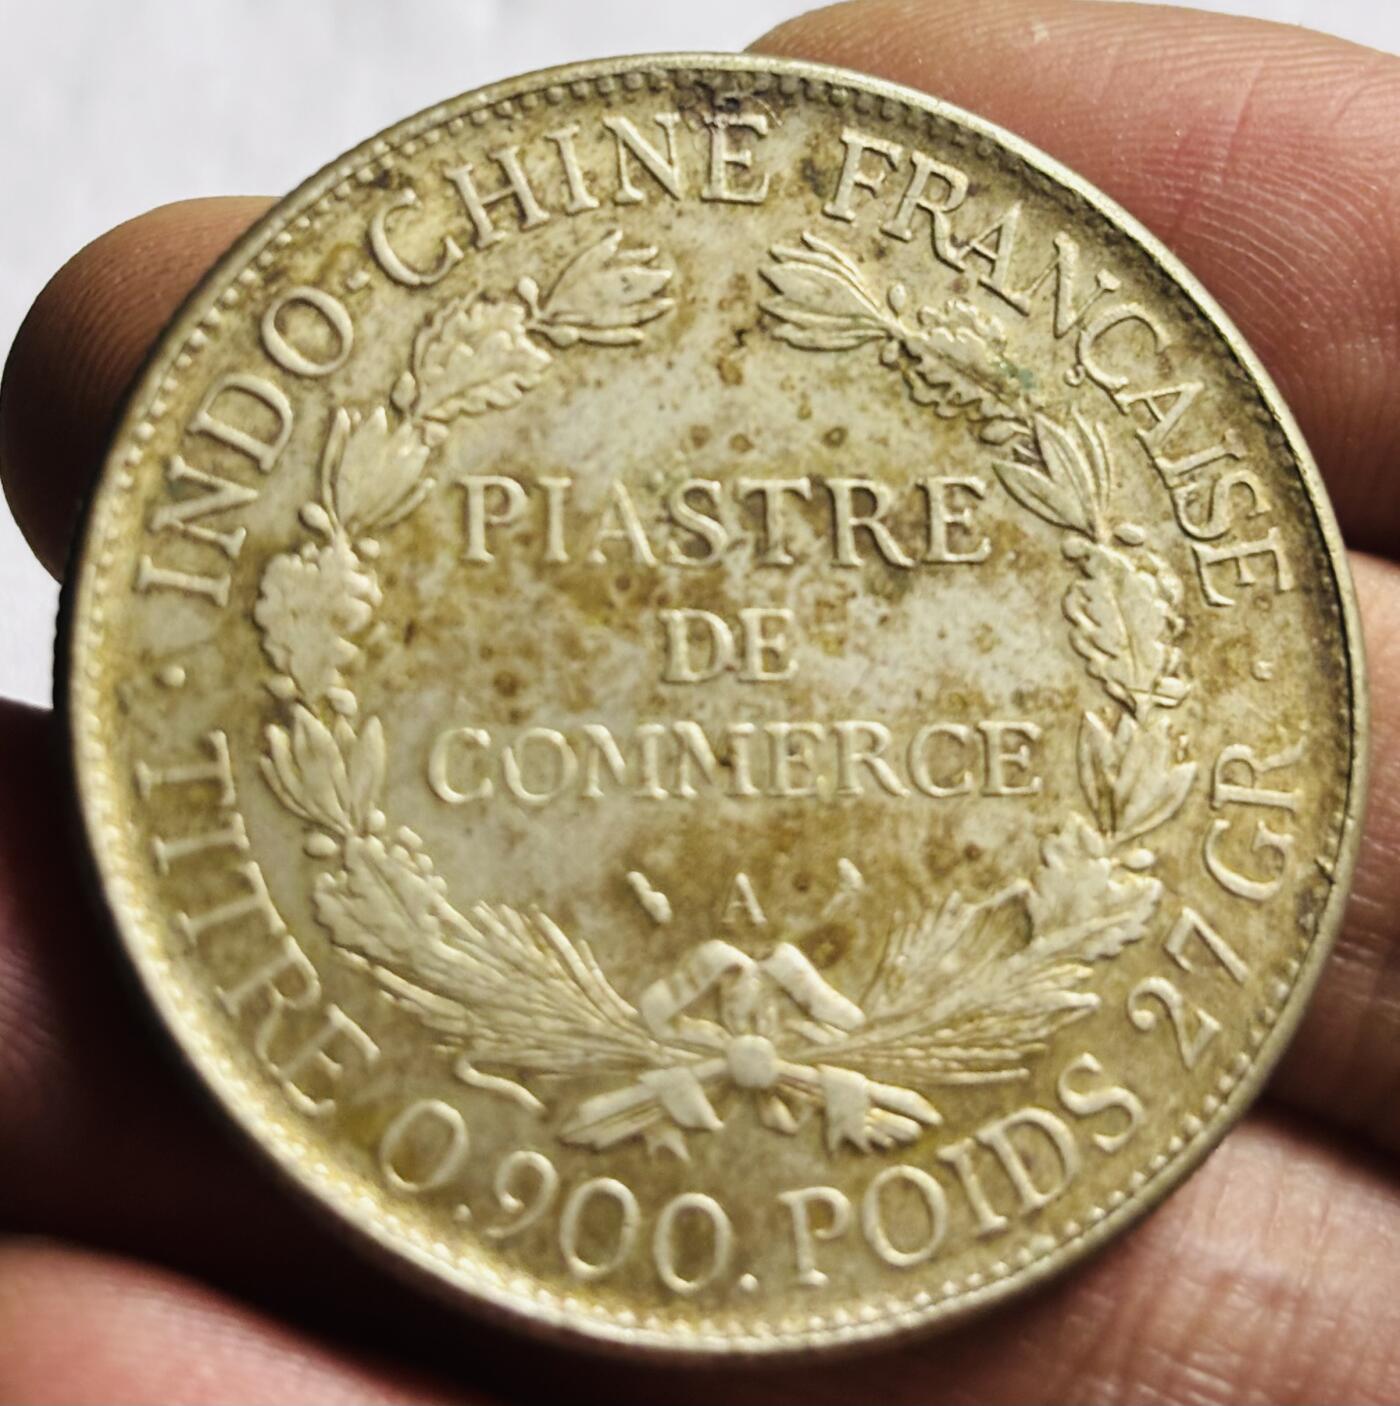 · INDO-CHINE FRANÇAISE ·
PIASTRE
DE
COMMERCE
A
TITRE 0.900. POIDS 27 GR